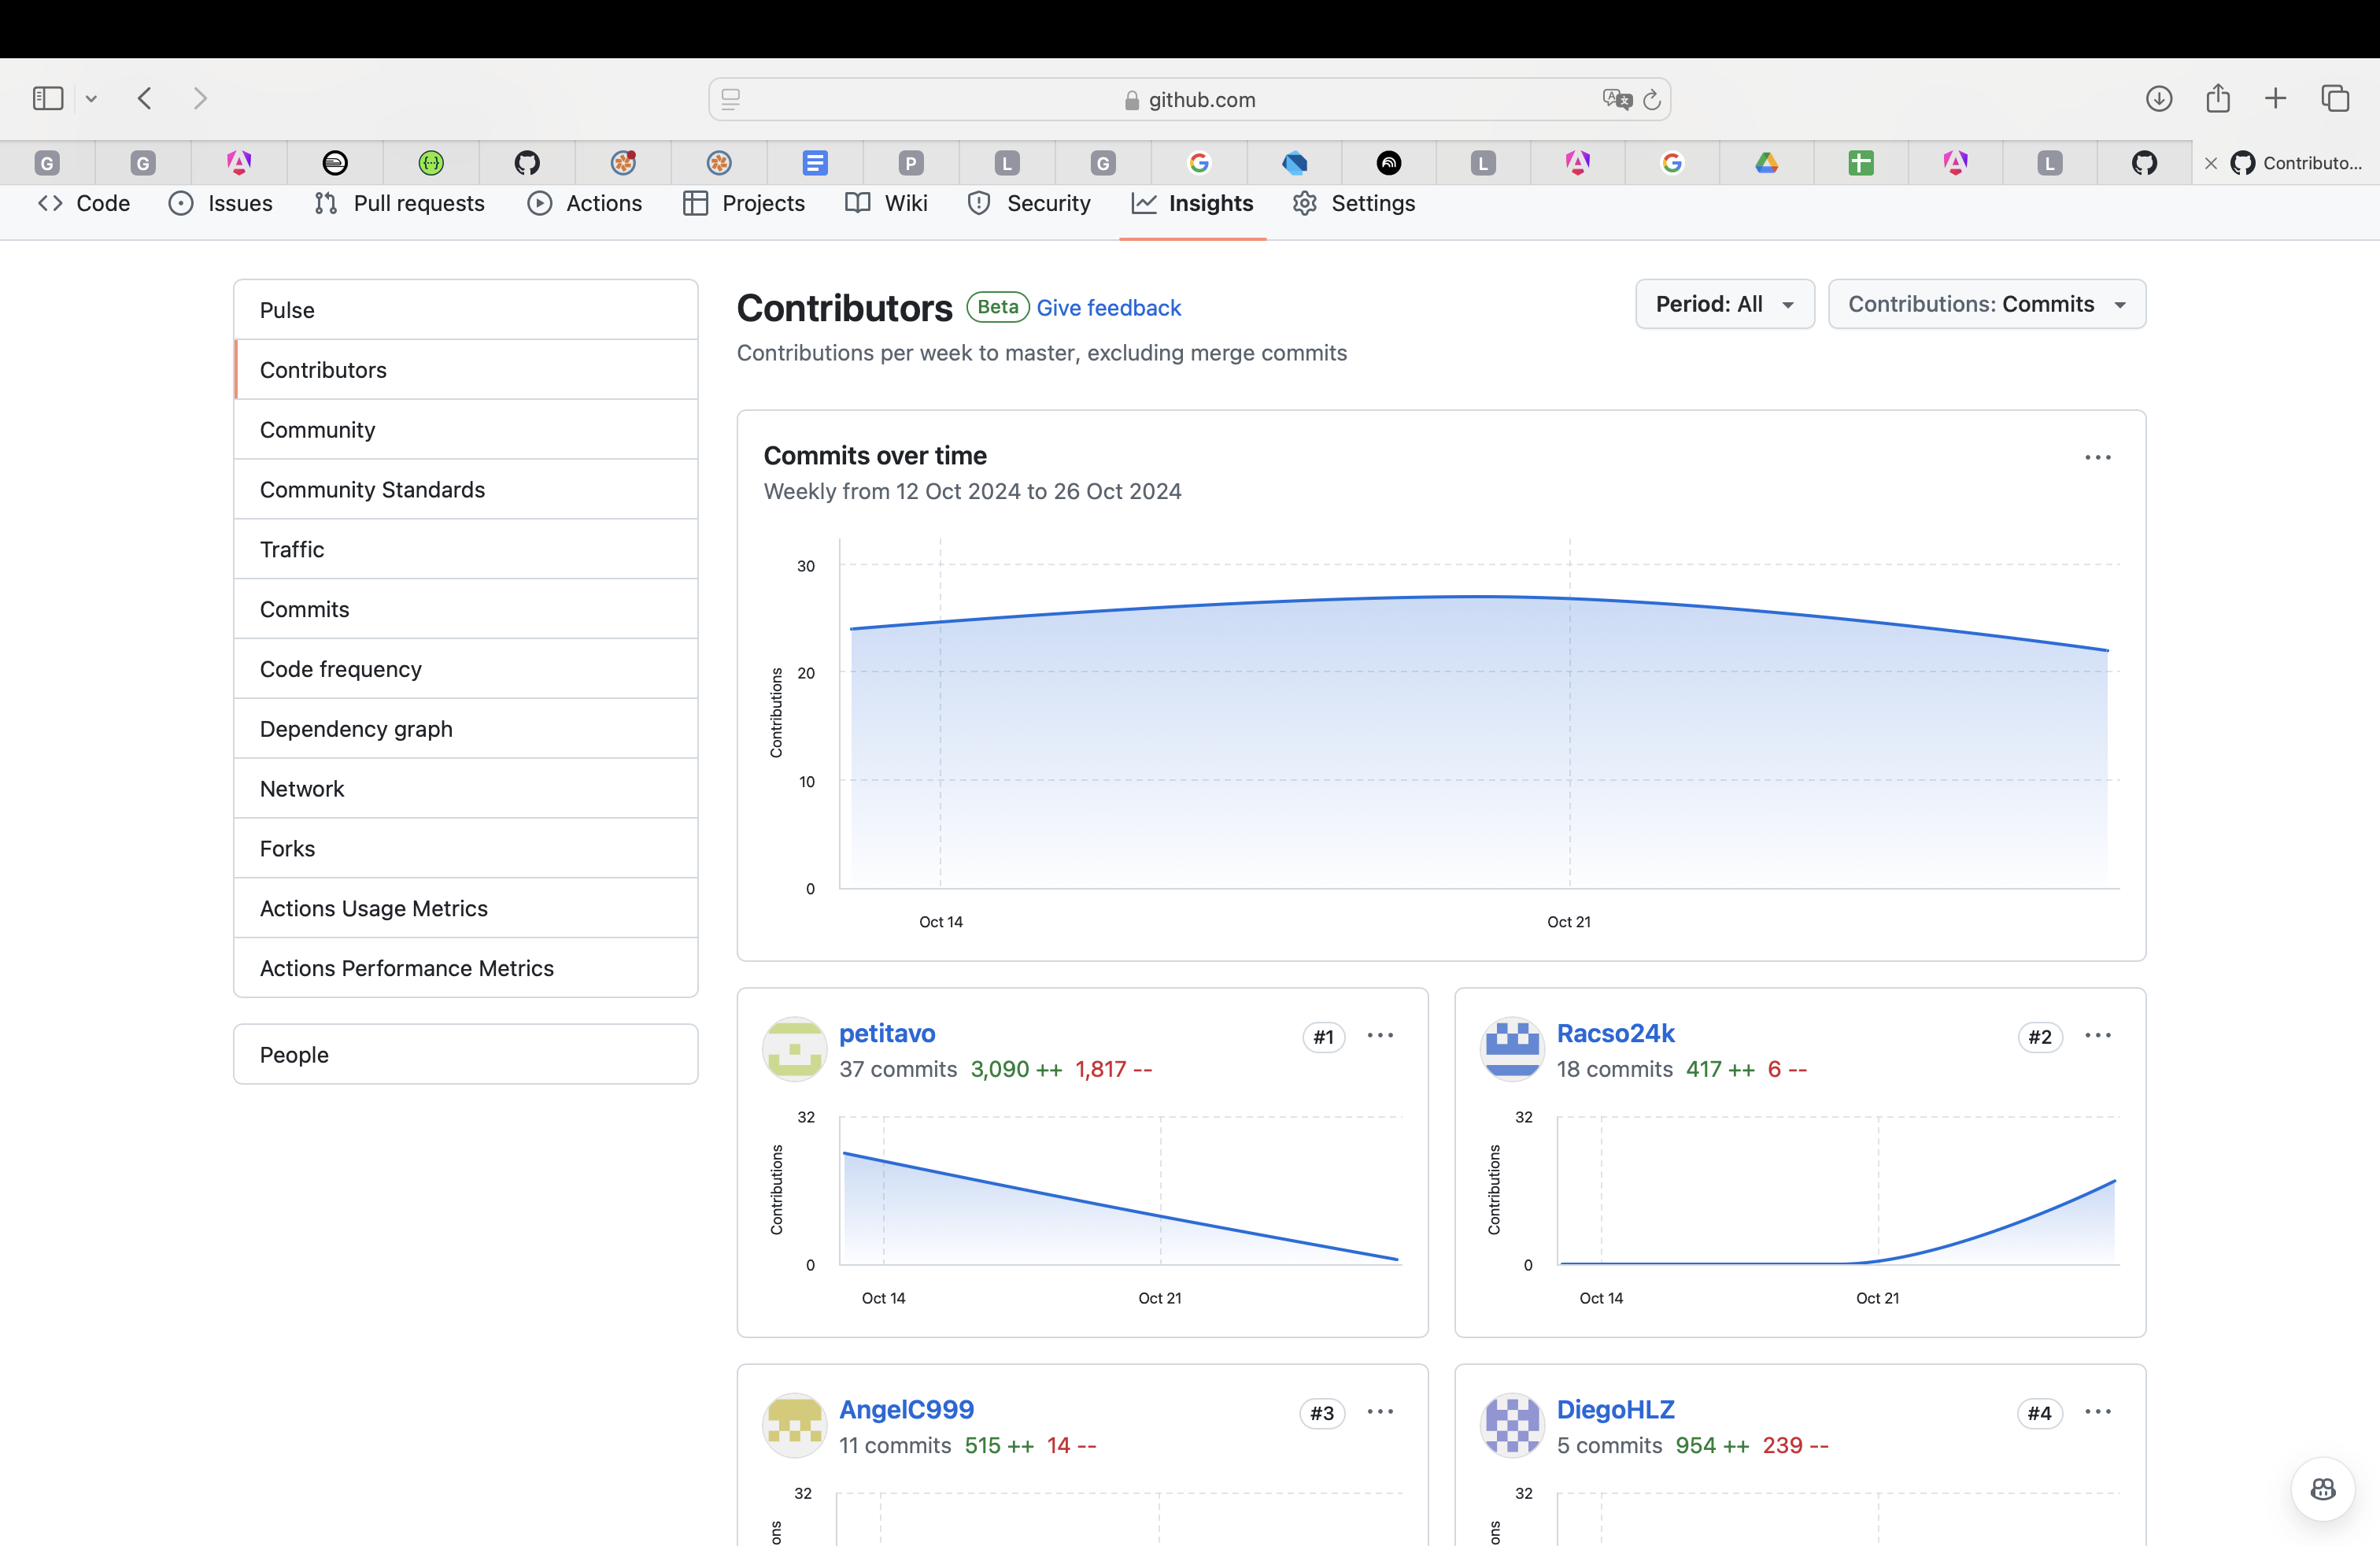 github.com
G G P L G L L Contributo...
Code Issues Pull requests Actions Projects Wiki Security Insights Settings
Pulse
Contributors
Community
Community Standards
Traffic
Commits
Code frequency
Dependency graph
Network
Forks
Actions Usage Metrics
Actions Performance Metrics
People
Contributors Beta Give feedback
Period: All
Contributions: Commits
Contributions per week to master, excluding merge commits
Commits over time
Weekly from 12 Oct 2024 to 26 Oct 2024
Contributions
30
20
10
0
Oct 14 Oct 21
petitavo #1
37 commits 3,090 ++ 1,817 --
Contributions
32
0
Oct 14 Oct 21
Racso24k #2
18 commits 417 ++ 6 --
Contributions
32
0
Oct 14 Oct 21
AngelC999 #3
11 commits 515 ++ 14 --
32
ons
DiegoHLZ #4
5 commits 954 ++ 239 --
32
ons